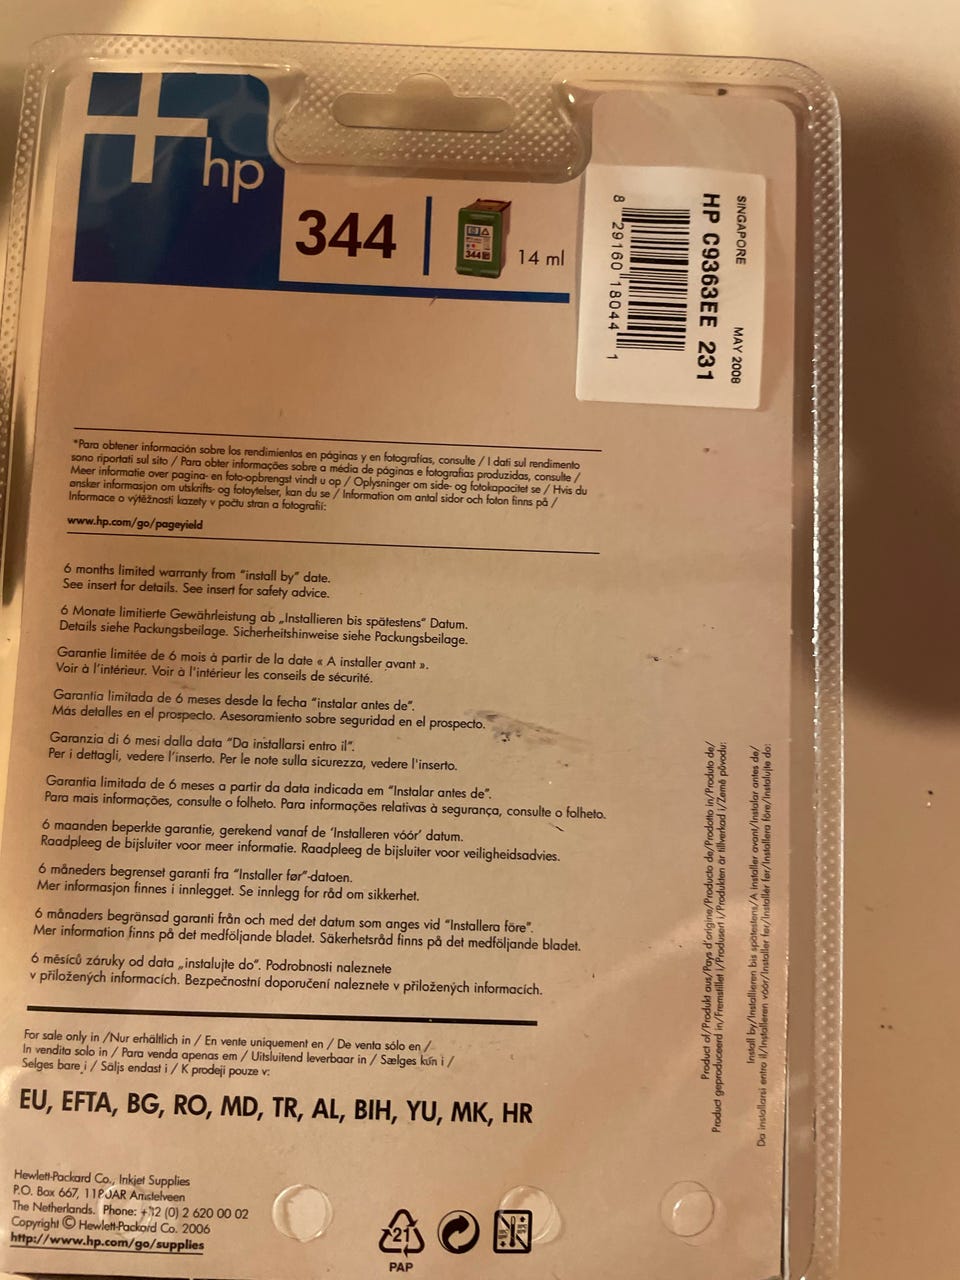 hp
344
14 ml
344
SINGAPORE MAY 2008
HP C9363EE 231
8 29160 18044 1
*Para obtener información sobre los rendimientos en páginas y en fotografías, consulte / I dati sul rendimento
sono riportati sul sito / Para obter informações sobre a média de páginas e fotografias produzidas, consulte /
Meer informatie over pagina- en foto-opbrengst vindt u op / Oplysninger om side- og fotokapacitet se / Hvis du
ønsker informasjon om utskrifts- og fotoytelser, kan du se / Information om antal sidor och foton finns på /
Informace o výtěžnosti kazety v počtu stran a fotografií:
www.hp.com/go/pageyield
6 months limited warranty from "install by" date.
See insert for details. See insert for safety advice.
6 Monate limitierte Gewährleistung ab „Installieren bis spätestens“ Datum.
Details siehe Packungsbeilage. Sicherheitshinweise siehe Packungsbeilage.
Garantie limitée de 6 mois à partir de la date « A installer avant ».
Voir à l'intérieur. Voir à l'intérieur les conseils de sécurité.
Garantia limitada de 6 meses desde la fecha "instalar antes de".
Más detalles en el prospecto. Asesoramiento sobre seguridad en el prospecto.
Garanzia di 6 mesi dalla data "Da installarsi entro il".
Per i dettagli, vedere l'inserto. Per le note sulla sicurezza, vedere l'inserto.
Garantia limitada de 6 meses a partir da data indicada em "Instalar antes de".
Para mais informações, consulte o folheto. Para informações relativas à segurança, consulte o folheto.
6 maanden beperkte garantie, gerekend vanaf de 'Installeren vóór' datum.
Raadpleeg de bijsluiter voor meer informatie. Raadpleeg de bijsluiter voor veiligheidsadvies.
6 måneders begrenset garanti fra "Installer før"-datoen.
Mer informasjon finnes i innlegget. Se innlegg for råd om sikkerhet.
6 månaders begränsad garanti från och med det datum som anges vid "Installera före".
Mer information finns på det medföljande bladet. Säkerhetsråd finns på det medföljande bladet.
6 měsíců záruky od data „instalujte do“. Podrobnosti naleznete
v přiložených informacích. Bezpečnostní doporučení naleznete v přiložených informacích.
Product of/Produkt aus/Pays d'origine/Producto de/Prodotto in/Produto de/
Product geproduceerd in/Fremstillet i/Produsert i/Produkten är tillverkad i/Země původu:
Install by/Installieren bis spätestens/A installer avant/Instalar antes de/
Da installarsi entro il/Installeren vóór/Installer før/Installér før/Installera före/Instalujte do:
For sale only in /Nur erhältlich in / En vente uniquement en / De venta sólo en /
In vendita solo in / Para venda apenas em / Uitsluitend leverbaar in / Sælges kun i /
Selges bare i / Säljs endast i / K prodeji pouze v:
EU, EFTA, BG, RO, MD, TR, AL, BIH, YU, MK, HR
Hewlett-Packard Co., Inkjet Supplies
P.O. Box 667, 118OAR Amstelveen
The Netherlands. Phone: (0) 2 620 00 02
Copyright © Hewlett-Packard Co. 2006
http://www.hp.com/go/supplies
21
PAP